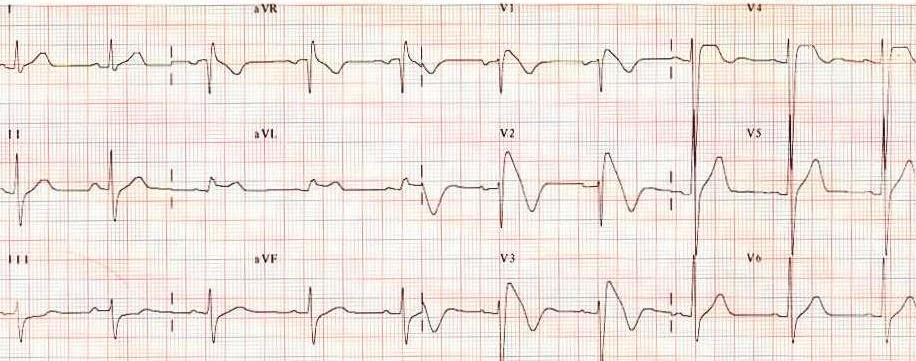 I aVR V1 V4
II aVL V2 V5
III aVF V3 V6